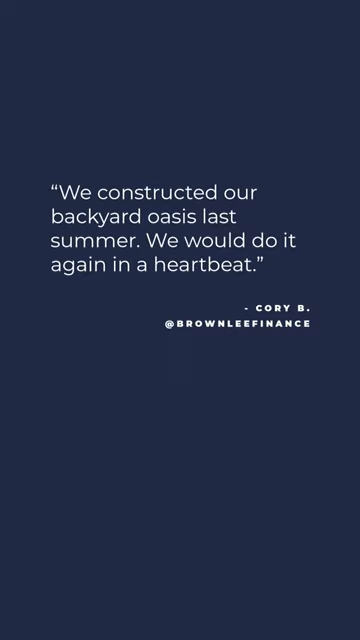 “We constructed our
backyard oasis last
summer. We would do it
again in a heartbeat.”
- CORY B.
@BROWNLEEFINANCE